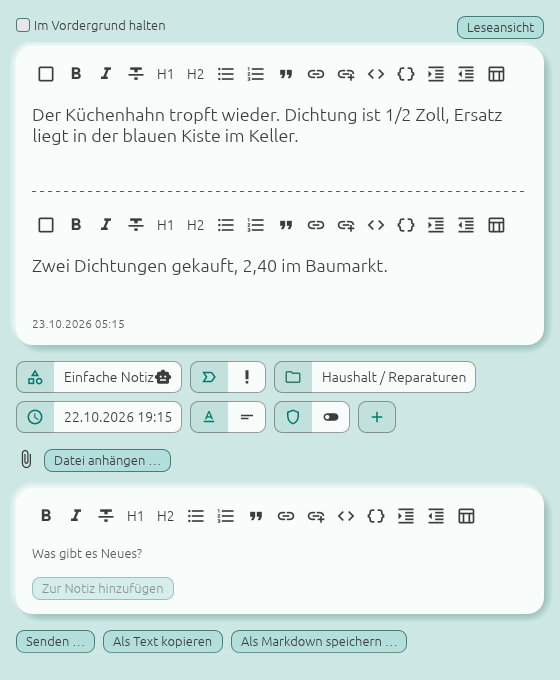 Im Vordergrund halten
Leseansicht
B I S H1 H2
Der Küchenhahn tropft wieder. Dichtung ist 1/2 Zoll, Ersatz
liegt in der blauen Kiste im Keller.
B I S H1 H2
Zwei Dichtungen gekauft, 2,40 im Baumarkt.
23.10.2026 05:15
Einfache Notiz
Haushalt / Reparaturen
22.10.2026 19:15
Datei anhängen ...
B I S H1 H2
Was gibt es Neues?
Zur Notiz hinzufügen
Senden ... Als Text kopieren Als Markdown speichern ...